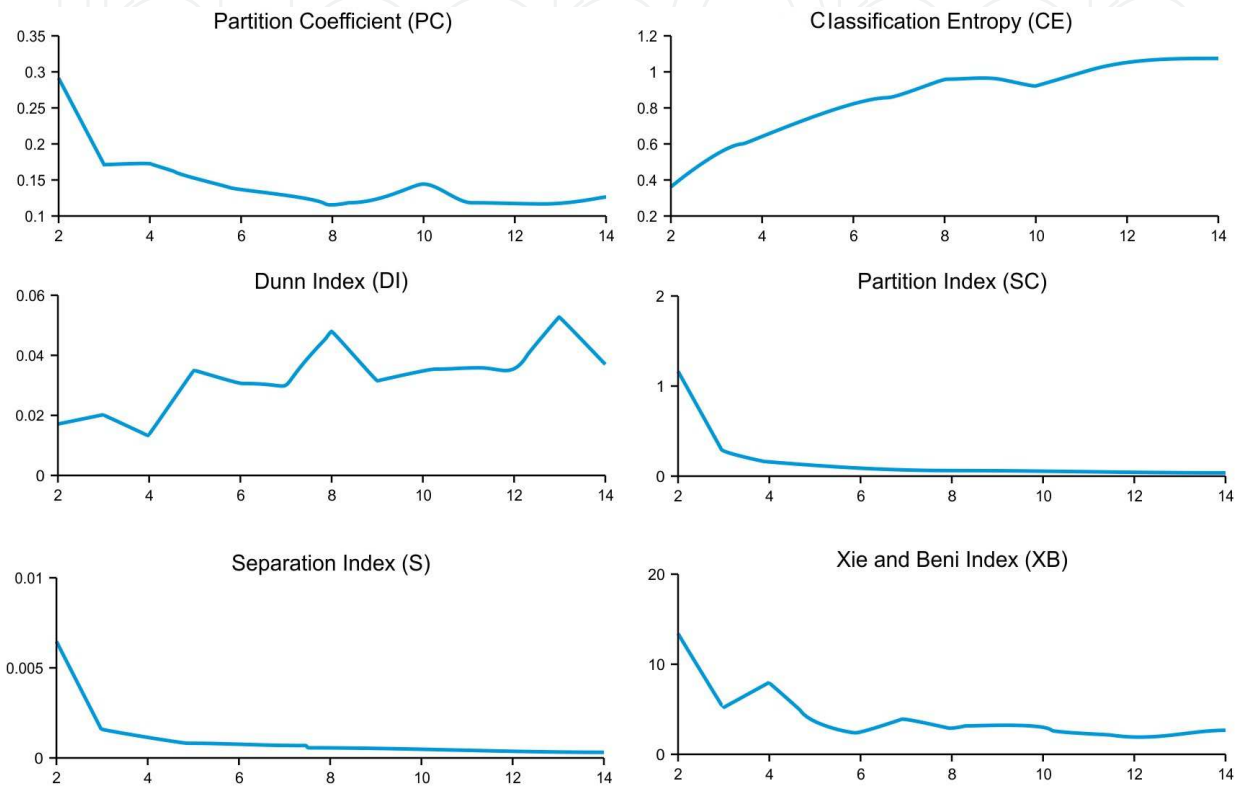 Partition Coefficient (PC)
0.35
0.3
0.25
0.2
0.15
0.1
2 4 6 8 10 12 14
Classification Entropy (CE)
1.2
1
0.8
0.6
0.4
0.2
2 4 6 8 10 12 14
Dunn Index (DI)
0.06
0.04
0.02
0
2 4 6 8 10 12 14
Partition Index (SC)
2
1
0
2 4 6 8 10 12 14
Separation Index (S)
0.01
0.005
0
2 4 6 8 10 12 14
Xie and Beni Index (XB)
20
10
0
2 4 6 8 10 12 14